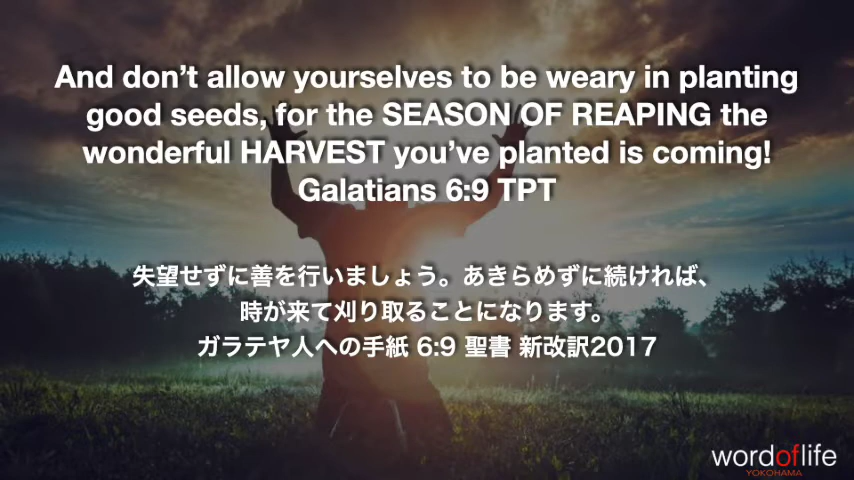 And don’t allow yourselves to be weary in planting
good seeds, for the SEASON OF REAPING the
wonderful HARVEST you’ve planted is coming!
Galatians 6:9 TPT
失望せずに善を行いましょう。あきらめずに続ければ、
時が来て刈り取ることになります。
ガラテヤ人への手紙 6:9 聖書 新改訳2017
wordoflife
YOKOHAMA